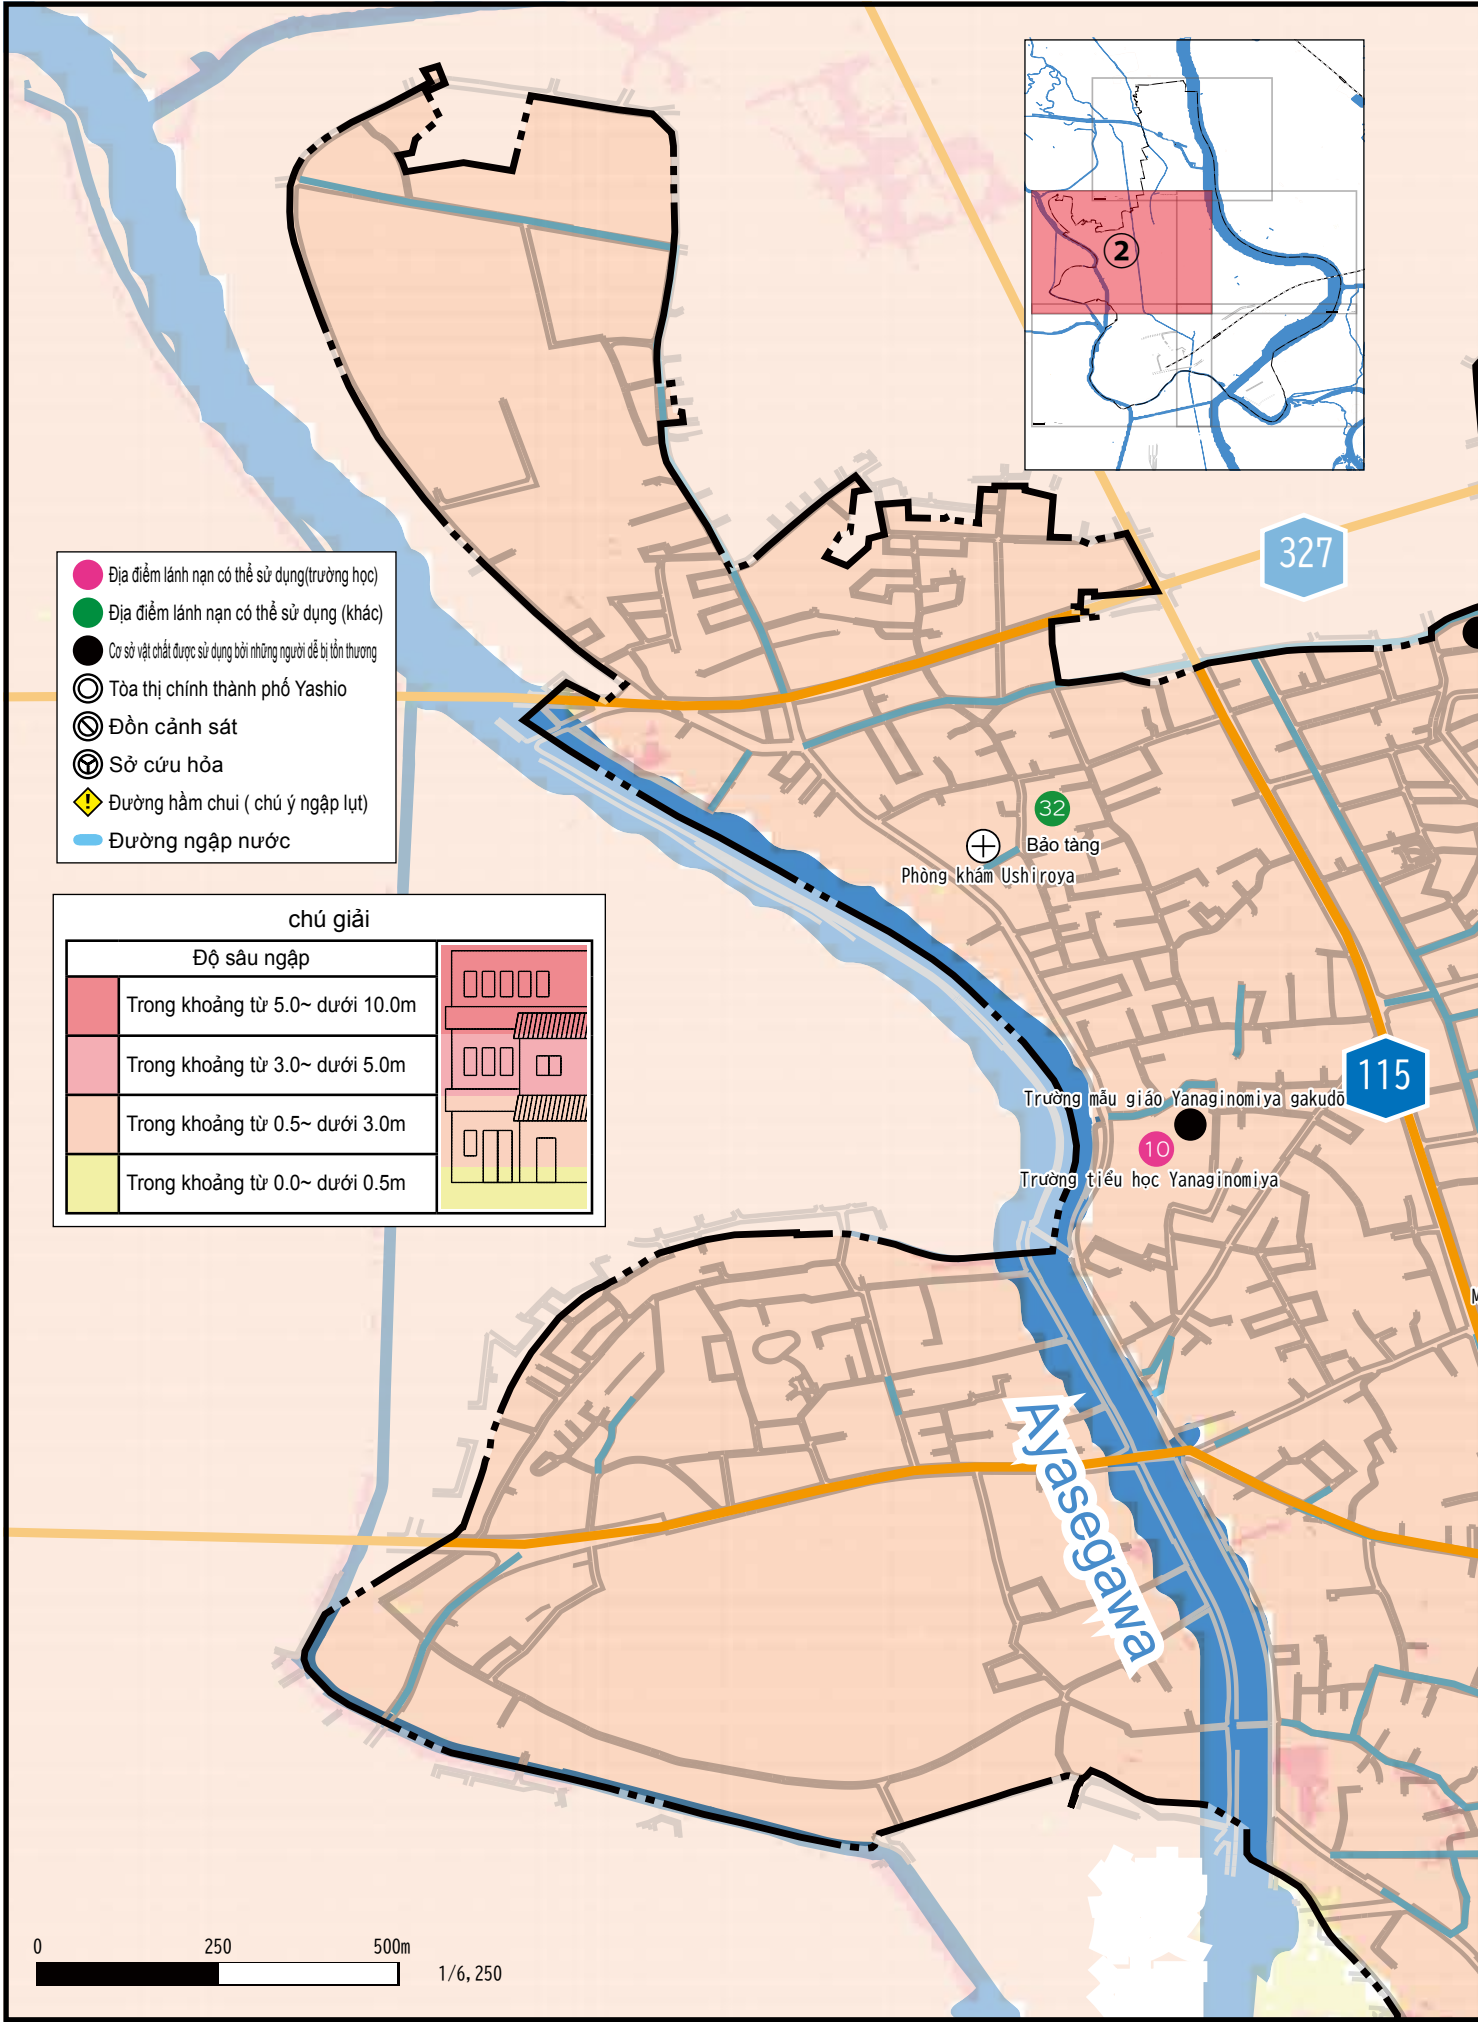 2
327
Địa điểm lánh nạn có thể sử dụng(trường học)
Địa điểm lánh nạn có thể sử dụng (khác)
Cơ sở vật chất được sử dụng bởi những người dễ bị tổn thương
Tòa thị chính thành phố Yashio
Đồn cảnh sát
Sở cứu hỏa
! Đường hầm chui ( chú ý ngập lụt)
Đường ngập nước
32
Bảo tàng
Phòng khám Ushiroya
chú giải
Độ sâu ngập
Trong khoảng từ 5.0~ dưới 10.0m
Trong khoảng từ 3.0~ dưới 5.0m
Trong khoảng từ 0.5~ dưới 3.0m
Trong khoảng từ 0.0~ dưới 0.5m
115
Trường mẫu giáo Yanaginomiya gakudō
10
Trường tiểu học Yanaginomiya
M
Ayasegawa
0 250 500m
1/6,250